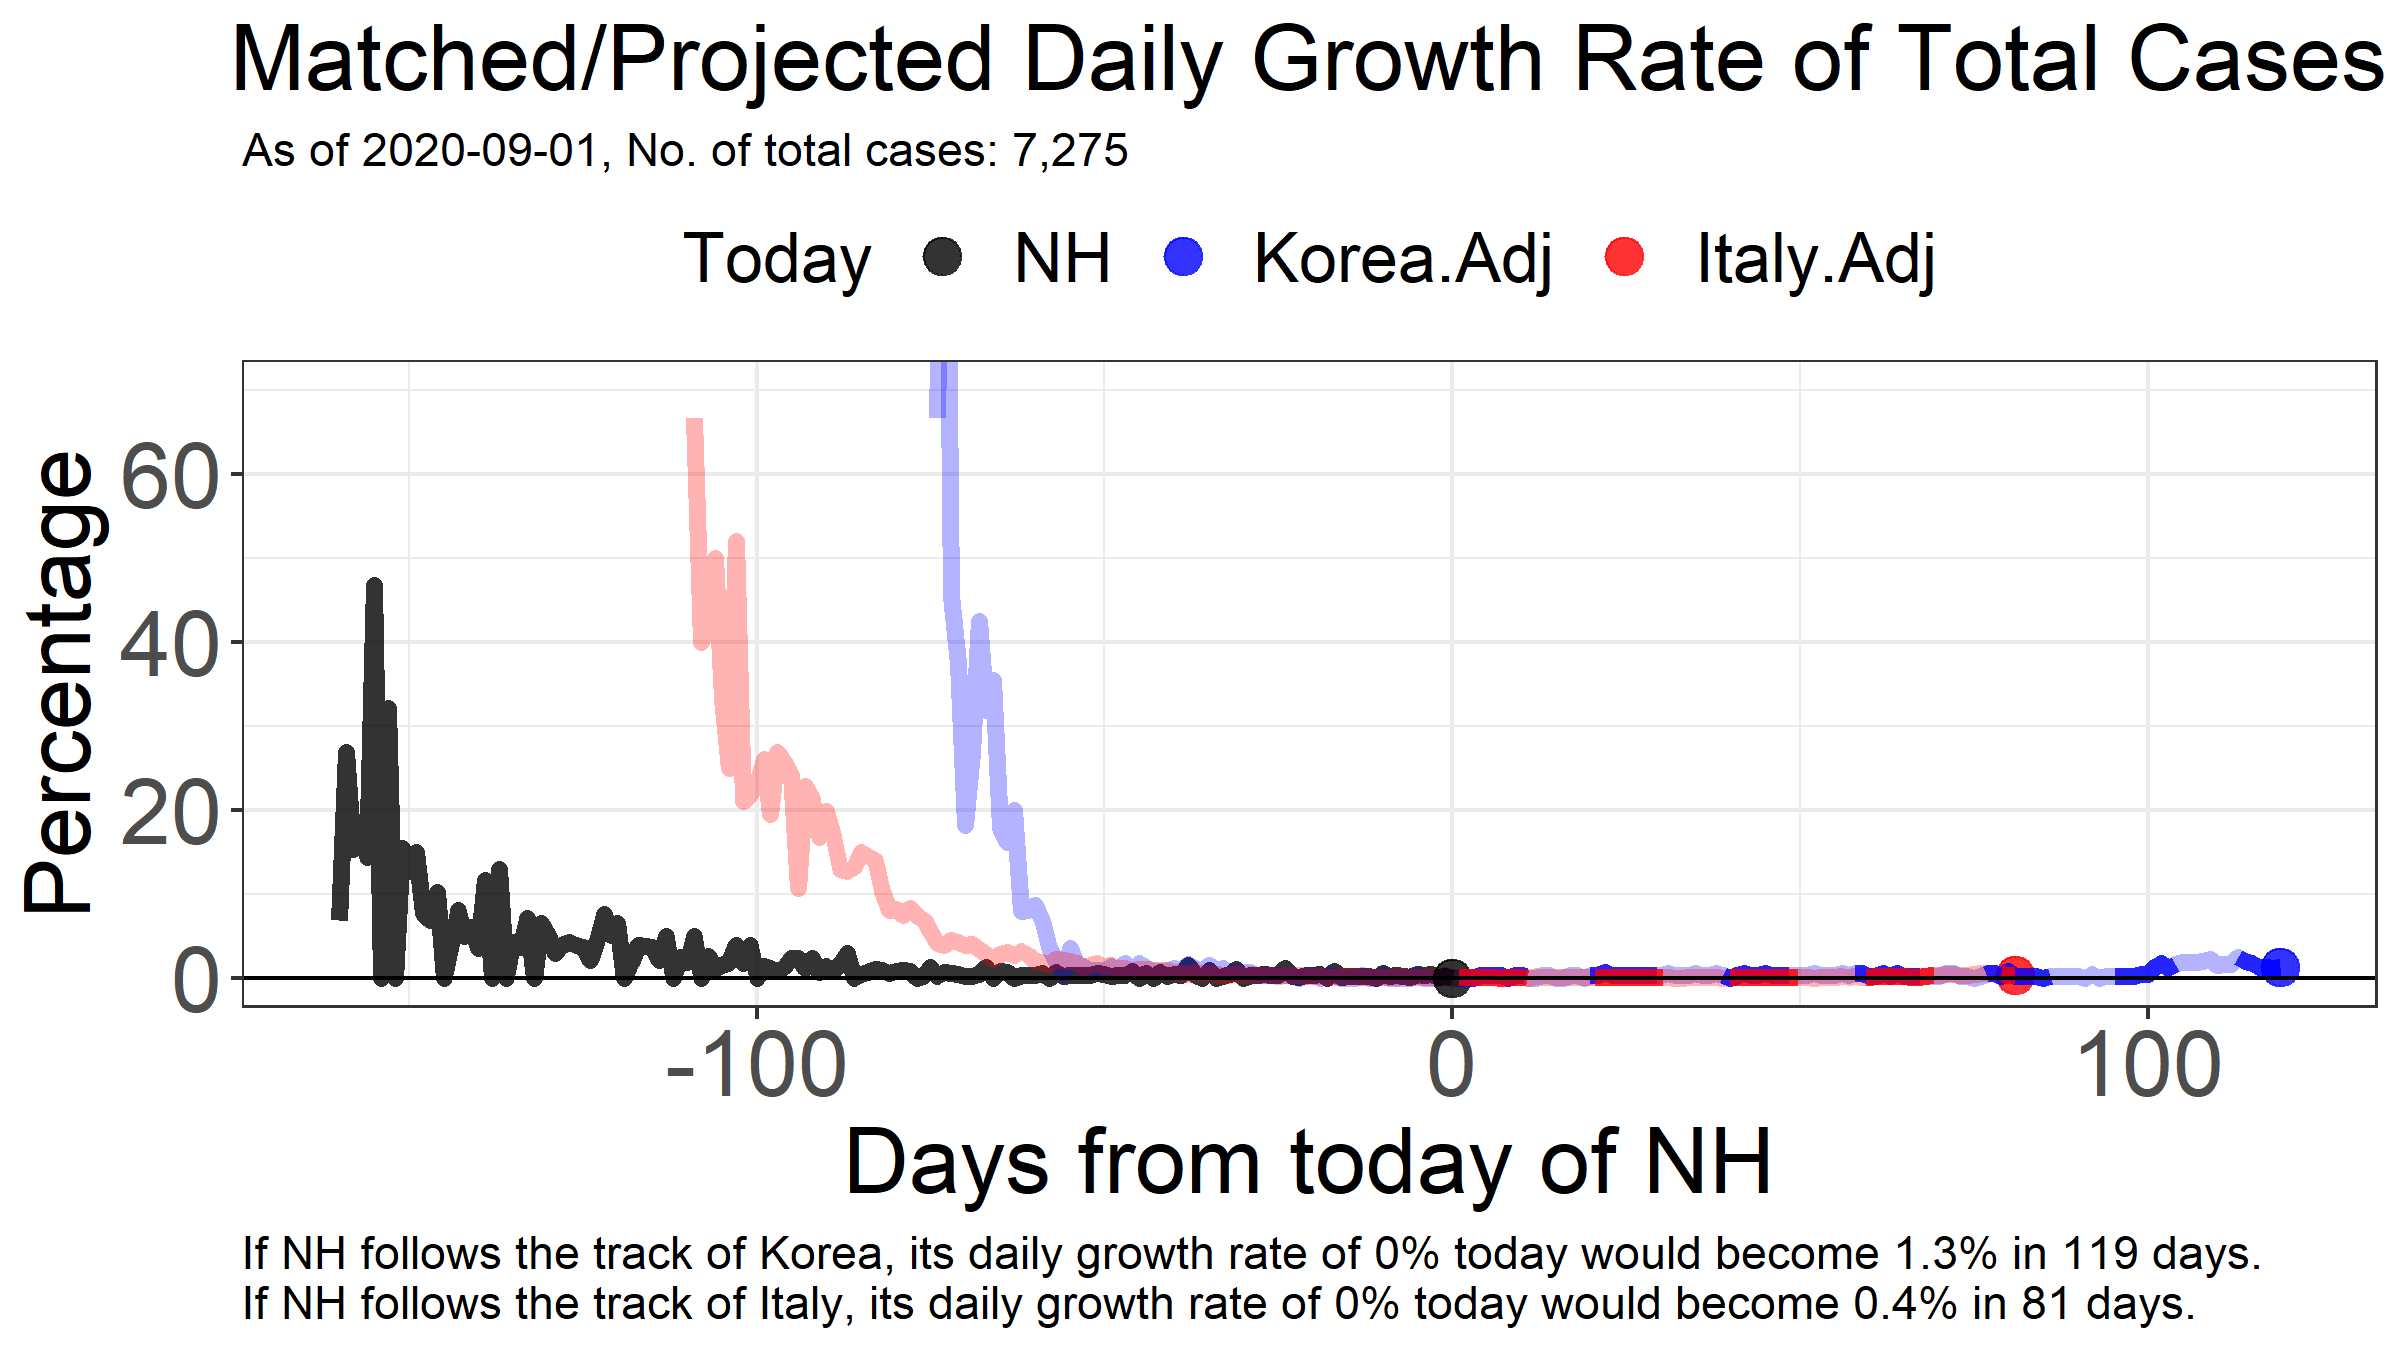 Matched/Projected Daily Growth Rate of Total Cases
As of 2020-09-01, No. of total cases: 7,275
Today NH Korea.Adj Italy.Adj
Percentage
60
40
20
0
-100 0 100
Days from today of NH
If NH follows the track of Korea, its daily growth rate of 0% today would become 1.3% in 119 days.
If NH follows the track of Italy, its daily growth rate of 0% today would become 0.4% in 81 days.